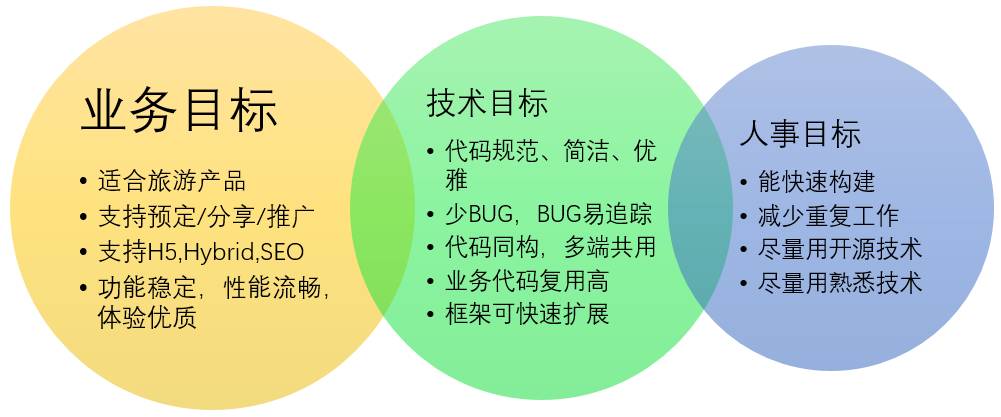 业务目标
• 适合旅游产品
• 支持预定/分享/推广
• 支持H5,Hybrid,SEO
• 功能稳定，性能流畅，
体验优质
技术目标
• 代码规范、简洁、优
雅
• 少BUG，BUG易追踪
• 代码同构，多端共用
• 业务代码复用高
• 框架可快速扩展
人事目标
• 能快速构建
• 减少重复工作
• 尽量用开源技术
• 尽量用熟悉技术